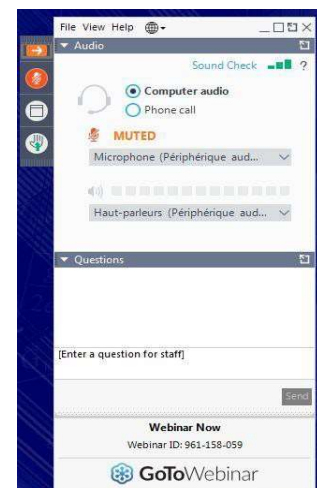 File View Help
Audio
Sound Check ?
Computer audio
Phone call
MUTED
Microphone (Périphérique aud...
Haut-parleurs (Périphérique aud...
Questions
[Enter a question for staff]
Send
Webinar Now
Webinar ID: 961-158-059
GoToWebinar